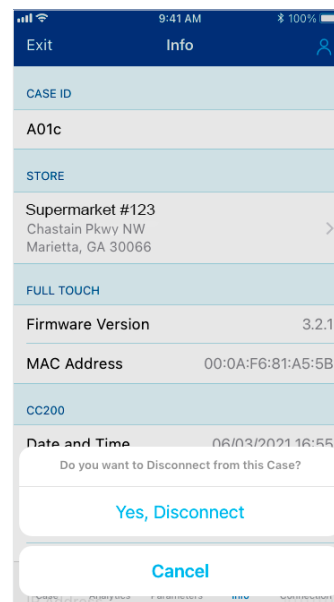 9:41 AM
100%
Exit
Info
CASE ID
A01c
STORE
Supermarket #123
Chastain Pkwy NW
Marietta, GA 30066
FULL TOUCH
Firmware Version 3.2.1
MAC Address 00:0A:F6:81:A5:5B
CC200
Date and Time 06/03/2021 16:55
Do you want to Disconnect from this Case?
Yes, Disconnect
Cancel
Case Analytics Parameters Info Connection